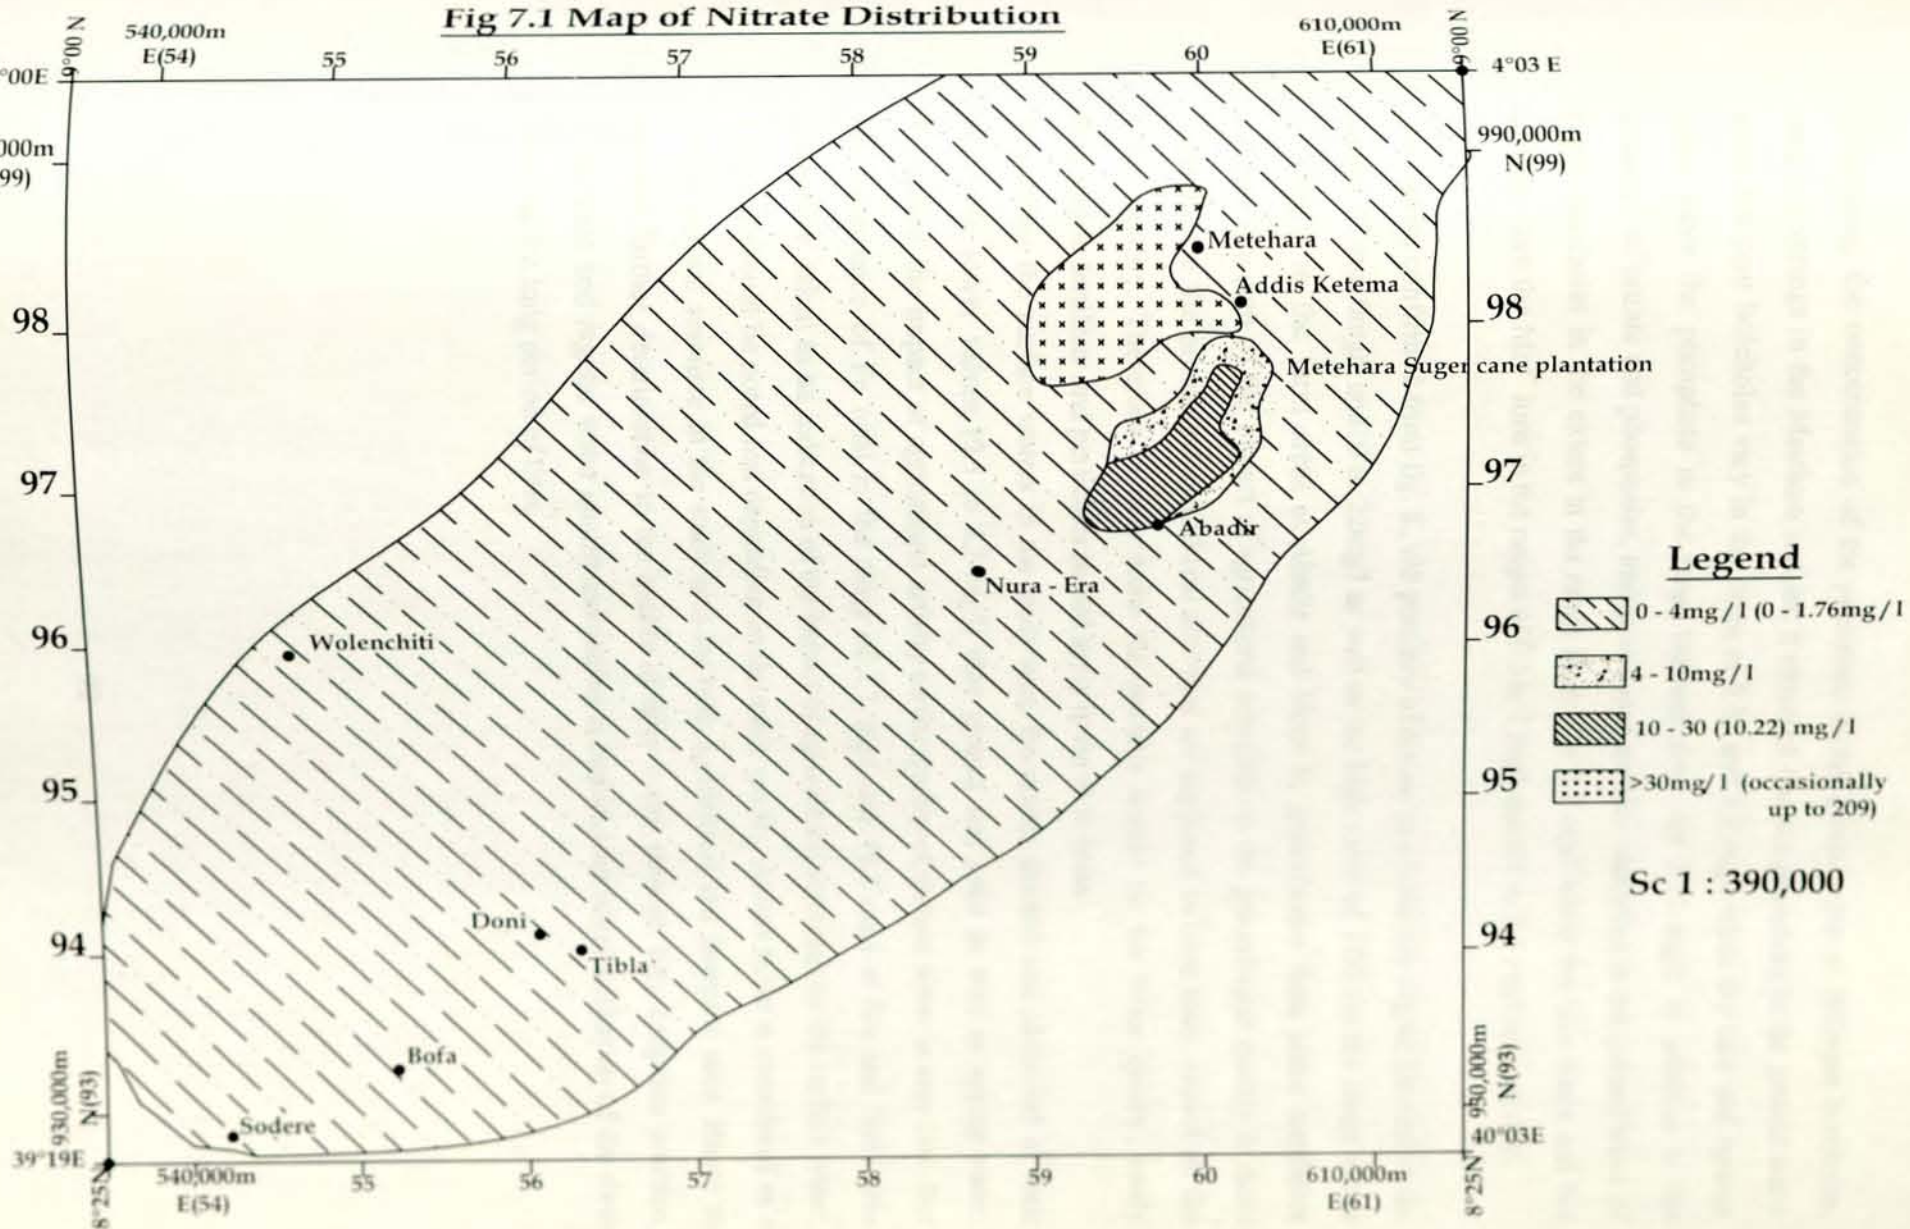 Fig 7.1 Map of Nitrate Distribution
9°00 N
540,000m
E(54)
55
56
57
58
59
60
610,000m
E(61)
9°00 N
°00E
4°03 E
000m
99)
990,000m
N(99)
Metehara
Addis Ketema
98
98
Metehara Suger cane plantation
97
97
Abadir
Nura - Era
Legend
0 - 4mg/l (0 - 1.76mg/l
4 - 10mg/l
10 - 30 (10.22) mg/l
>30mg/l (occasionally
up to 209)
Sc 1 : 390,000
96
96
Wolenchiti
95
95
Doni
Tibla
94
94
Bofa
Sodere
930,000m
N(93)
930,000m
N(93)
39°19E
40°03E
8°25N
540,000m
E(54)
55
56
57
58
59
60
610,000m
E(61)
8°25N